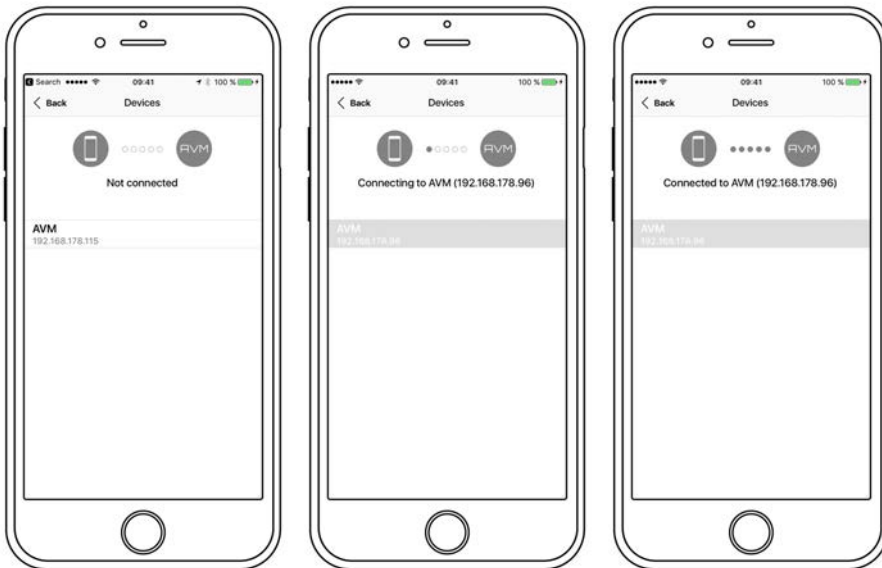 Search 09:41 100 %
Back Devices
AVM
Not connected
AVM
192.168.178.115
09:41 100 %
Back Devices
AVM
Connecting to AVM (192.168.178.96)
AVM
192.168.178.96
09:41 100 %
Back Devices
AVM
Connected to AVM (192.168.178.96)
AVM
192.168.178.96